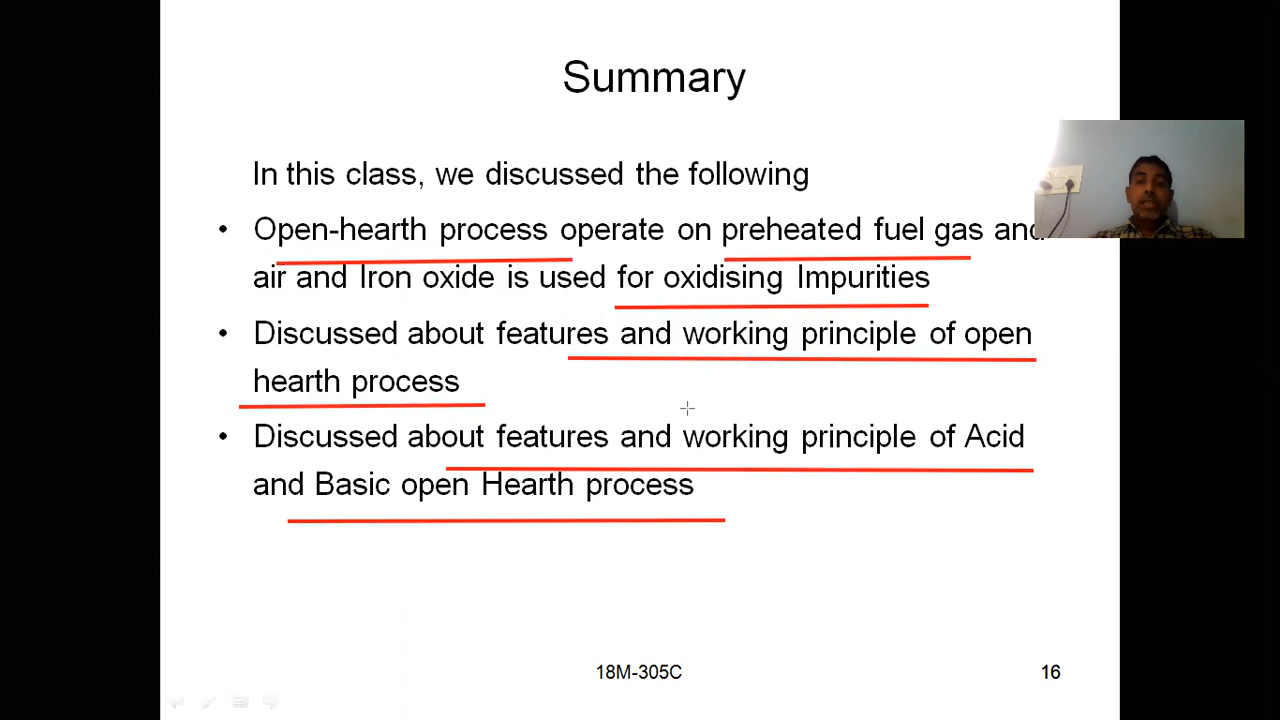 Summary
In this class, we discussed the following
• Open-hearth process operate on preheated fuel gas and
air and Iron oxide is used for oxidising Impurities
• Discussed about features and working principle of open
hearth process
• Discussed about features and working principle of Acid
and Basic open Hearth process
18M-305C
16